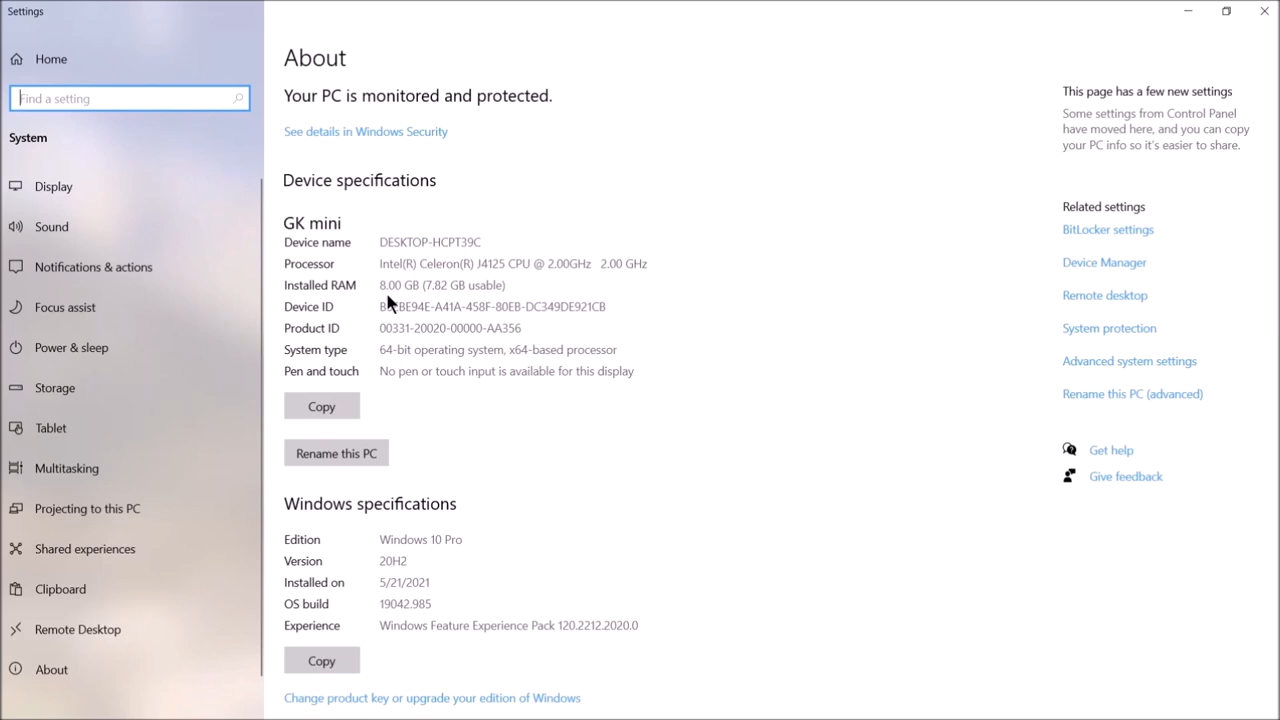 Settings
Home
Find a setting
System
Display
Sound
Notifications & actions
Focus assist
Power & sleep
Storage
Tablet
Multitasking
Projecting to this PC
Shared experiences
Clipboard
Remote Desktop
About
About
Your PC is monitored and protected.
See details in Windows Security
Device specifications
GK mini
Device name DESKTOP-HCPT39C
Processor Intel(R) Celeron(R) J4125 CPU @ 2.00GHz 2.00 GHz
Installed RAM 8.00 GB (7.82 GB usable)
Device ID
Product ID 00331-20020-00000-AA356
System type 64-bit operating system, x64-based processor
Pen and touch No pen or touch input is available for this display
Copy
Rename this PC
Windows specifications
Edition Windows 10 Pro
Version 20H2
Installed on 5/21/2021
OS build 19042.985
Experience Windows Feature Experience Pack 120.2212.2020.0
Copy
Change product key or upgrade your edition of Windows
This page has a few new settings
Some settings from Control Panel
have moved here, and you can copy
your PC info so it's easier to share.
Related settings
BitLocker settings
Device Manager
Remote desktop
System protection
Advanced system settings
Rename this PC (advanced)
Get help
Give feedback